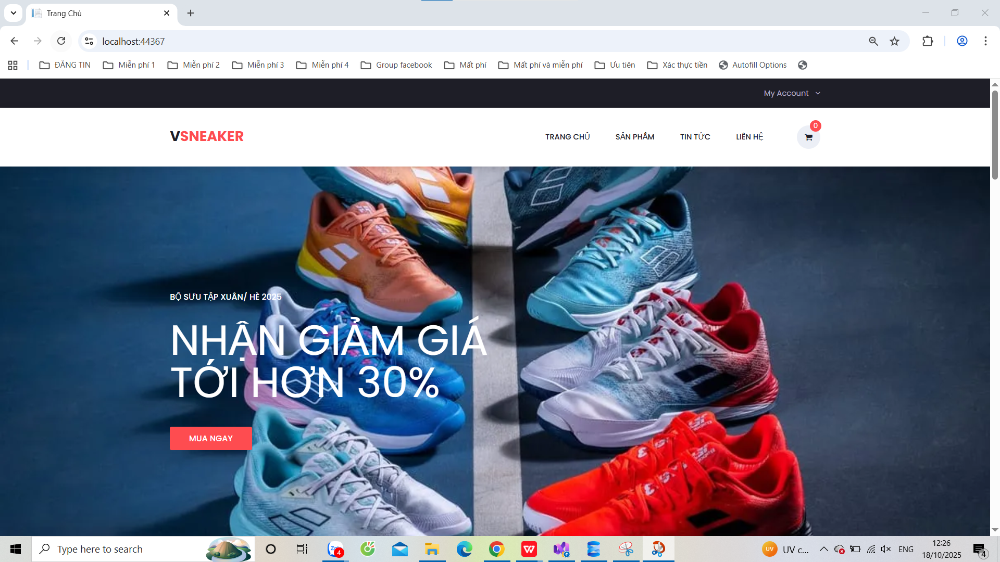 Trang Chủ
localhost:44367
ĐĂNG TIN
Miễn phí 1
Miễn phí 2
Miễn phí 3
Miễn phí 4
Group facebook
Mất phí
Mất phí và miễn phí
Ưu tiên
Xác thực tiền
Autofill Options
My Account
VSNEAKER
TRANG CHỦ
SẢN PHẨM
TIN TỨC
LIÊN HỆ
0
BỘ SƯU TẬP XUÂN/ HÈ 2025
NHẬN GIẢM GIÁ
TỚI HƠN 30%
MUA NGAY
Type here to search
4
UV
UV c...
ENG
12:26
18/10/2025
4